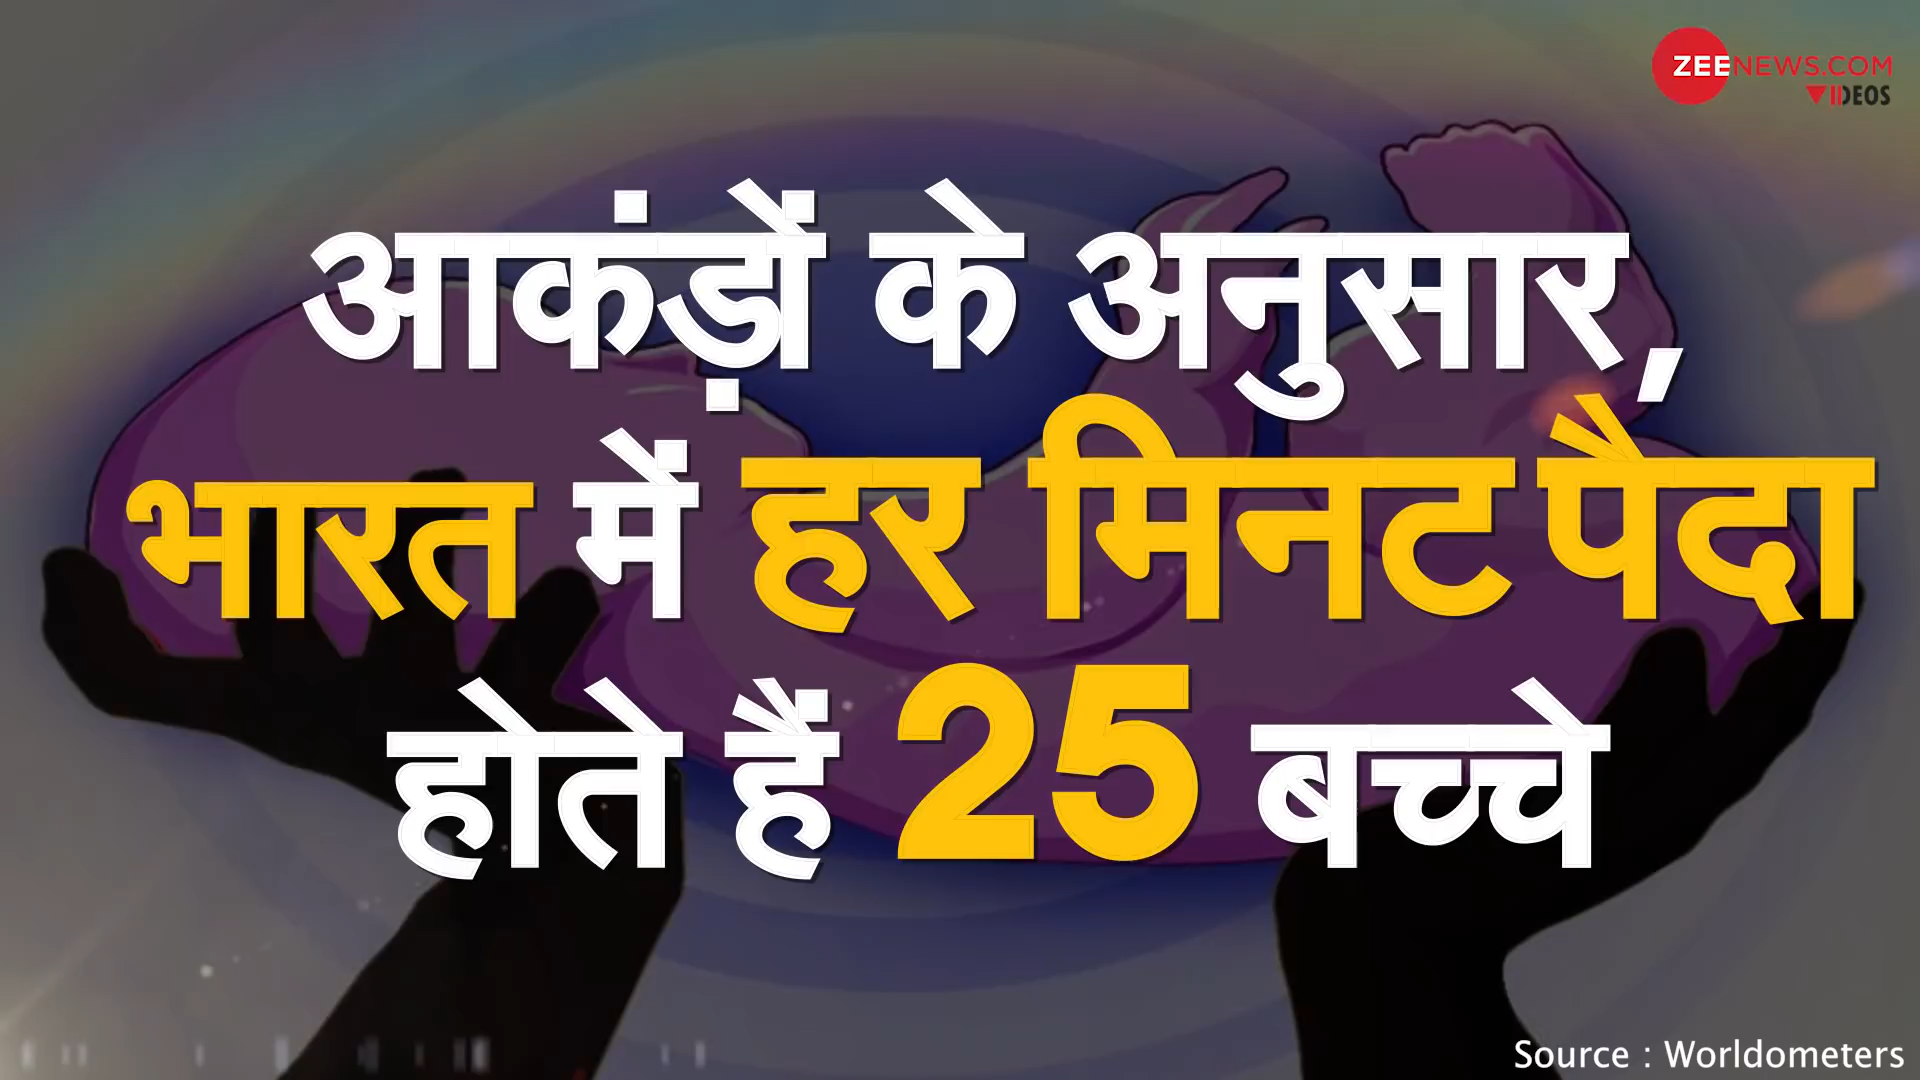 ZEENEWS.COM
VIDEOS
आकंड़ों के अनुसार,
भारत में हर मिनट पैदा
होते हैं 25 बच्चे
Source : Worldometers